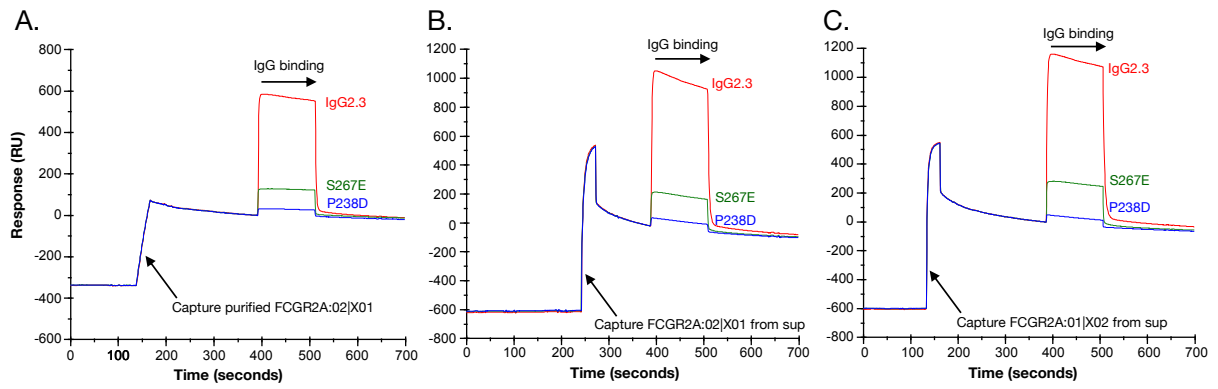 A.
800
600
400
200
0
-200
-400
-600
Response (RU)
IgG binding
IgG2.3
S267E
P238D
Capture purified FCGR2A:02|X01
0 100 200 300 400 500 600 700
Time (seconds)
B.
1200
1000
800
600
400
200
0
-200
-400
-600
-800
IgG binding
IgG2.3
S267E
P238D
Capture FCGR2A:02|X01 from sup
0 100 200 300 400 500 600 700
Time (seconds)
C.
1200
1000
800
600
400
200
0
-200
-400
-600
-800
IgG binding
IgG2.3
S267E
P238D
Capture FCGR2A:01|X02 from sup
0 100 200 300 400 500 600 700
Time (seconds)